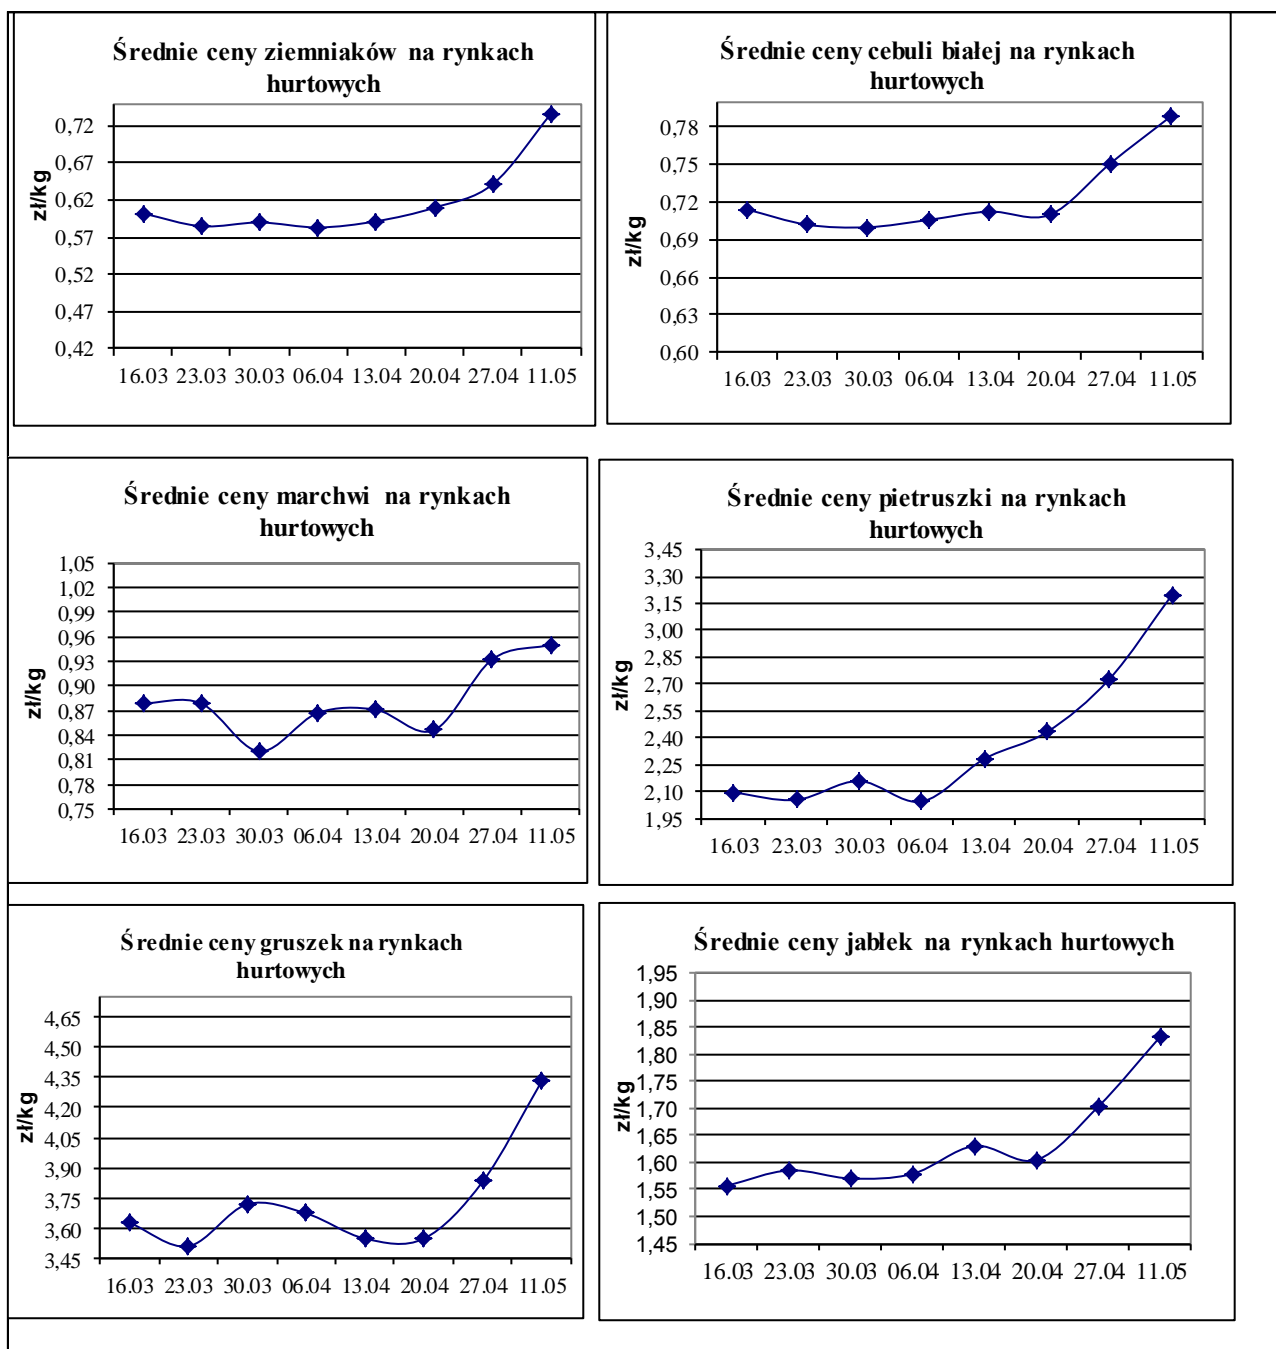 Średnie ceny ziemniaków na rynkach
hurtowych
zł/kg
0,72
0,67
0,62
0,57
0,52
0,47
0,42
16.03 23.03 30.03 06.04 13.04 20.04 27.04 11.05
Średnie ceny cebuli białej na rynkach
hurtowych
zł/kg
0,78
0,75
0,72
0,69
0,66
0,63
0,60
16.03 23.03 30.03 06.04 13.04 20.04 27.04 11.05
Średnie ceny marchwi na rynkach
hurtowych
zł/kg
1,05
1,02
0,99
0,96
0,93
0,90
0,87
0,84
0,81
0,78
0,75
16.03 23.03 30.03 06.04 13.04 20.04 27.04 11.05
Średnie ceny pietruszki na rynkach
hurtowych
zł/kg
3,45
3,30
3,15
3,00
2,85
2,70
2,55
2,40
2,25
2,10
1,95
16.03 23.03 30.03 06.04 13.04 20.04 27.04 11.05
Średnie ceny gruszek na rynkach
hurtowych
zł/kg
4,65
4,50
4,35
4,20
4,05
3,90
3,75
3,60
3,45
16.03 23.03 30.03 06.04 13.04 20.04 27.04 11.05
Średnie ceny jabłek na rynkach hurtowych
zł/kg
1,95
1,90
1,85
1,80
1,75
1,70
1,65
1,60
1,55
1,50
1,45
16.03 23.03 30.03 06.04 13.04 20.04 27.04 11.05